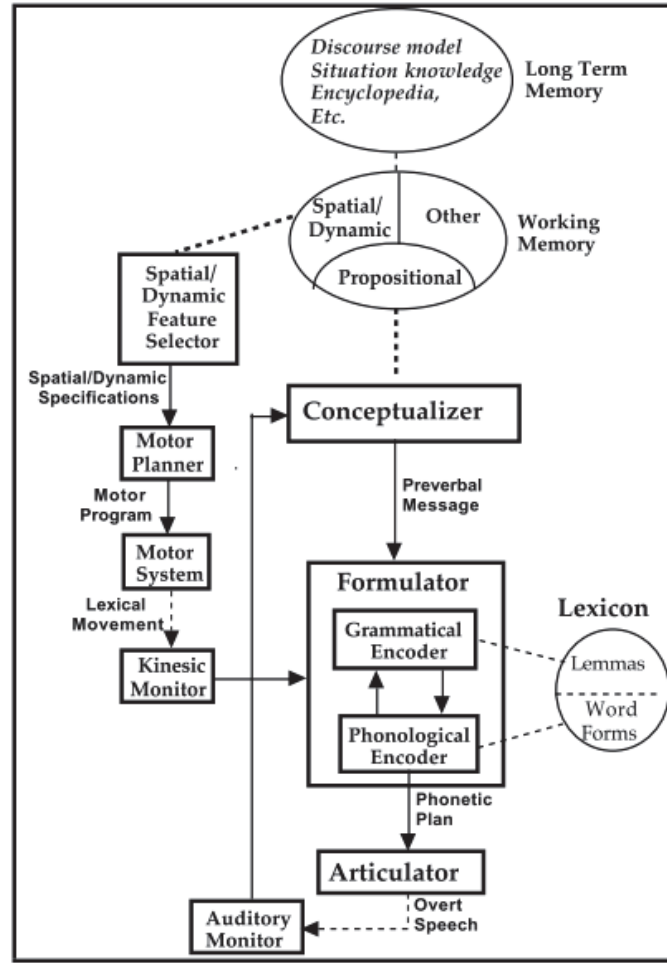 Discourse model
Situation knowledge
Encyclopedia,
Etc.
Long Term
Memory
Spatial/
Dynamic
Other
Propositional
Working
Memory
Spatial/
Dynamic
Feature
Selector
Spatial/Dynamic
Specifications
Conceptualizer
Motor
Planner
Preverbal
Message
Motor
Program
Motor
System
Formulator
Lexical
Movement
Grammatical
Encoder
Lexicon
Lemmas
Word
Forms
Kinesic
Monitor
Phonological
Encoder
Phonetic
Plan
Articulator
Overt
Speech
Auditory
Monitor